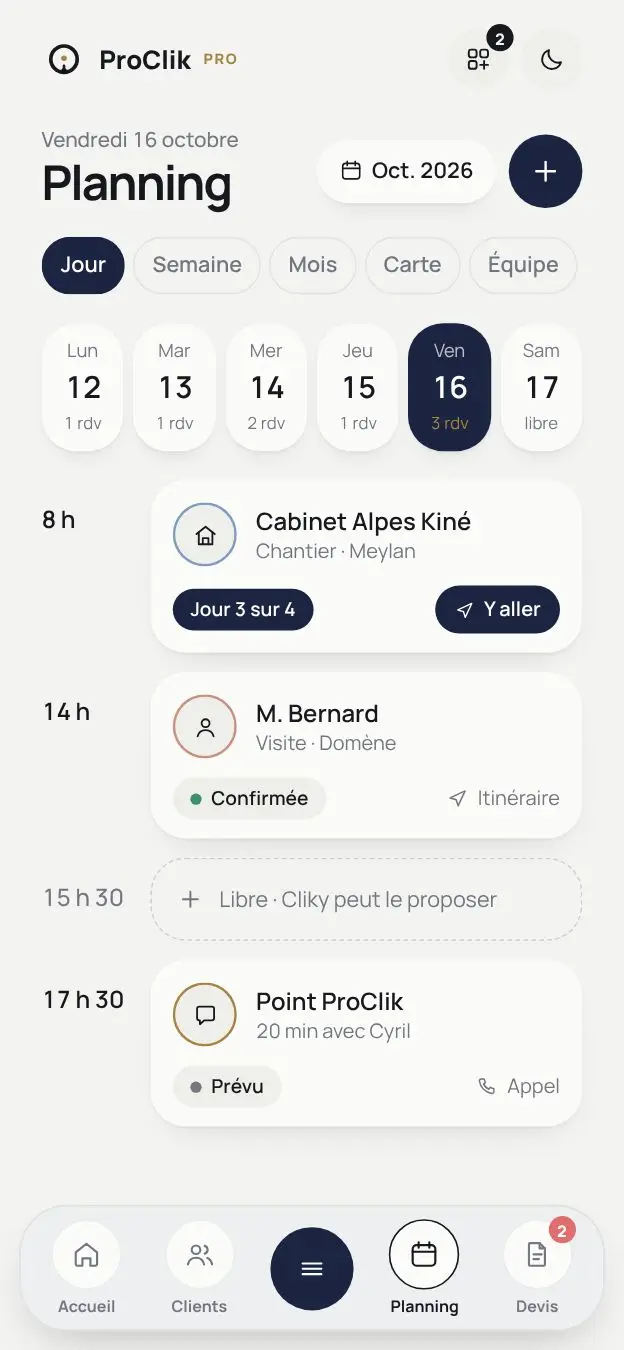 ProClik PRO
2
Vendredi 16 octobre
Planning
Oct. 2026
Jour Semaine Mois Carte Équipe
Lun Mar Mer Jeu Ven Sam
12 13 14 15 16 17
1 rdv 1 rdv 2 rdv 1 rdv 3 rdv libre
8 h
Cabinet Alpes Kiné
Chantier · Meylan
Jour 3 sur 4
Y aller
14 h
M. Bernard
Visite · Domène
Confirmée
Itinéraire
15 h 30
Libre · Cliky peut le proposer
17 h 30
Point ProClik
20 min avec Cyril
Prévu
Appel
2
Accueil Clients Planning Devis